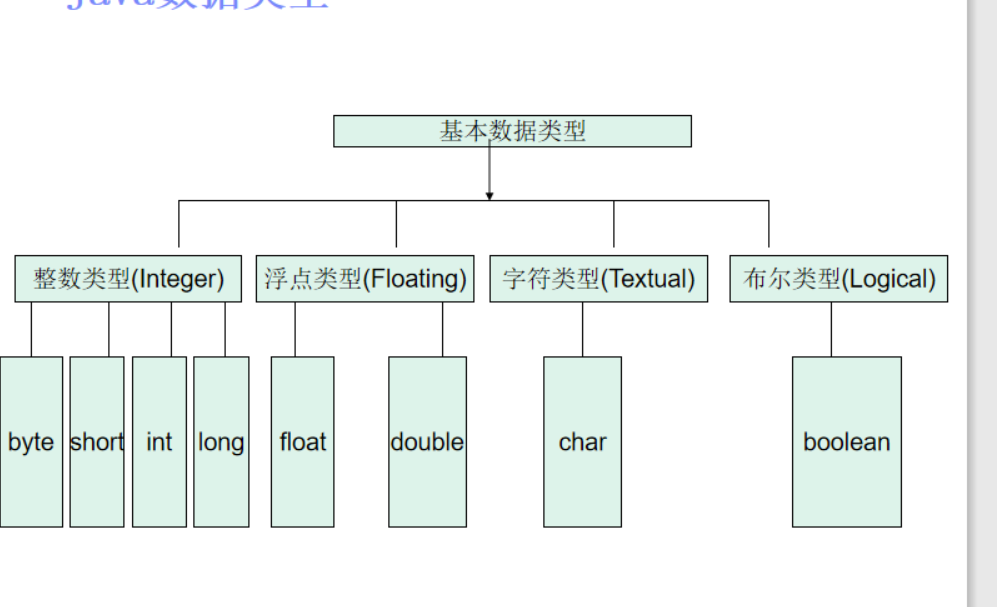 Java数据类型
基本数据类型
整数类型(Integer) 浮点类型(Floating) 字符类型(Textual) 布尔类型(Logical)
byte short int long float double char boolean